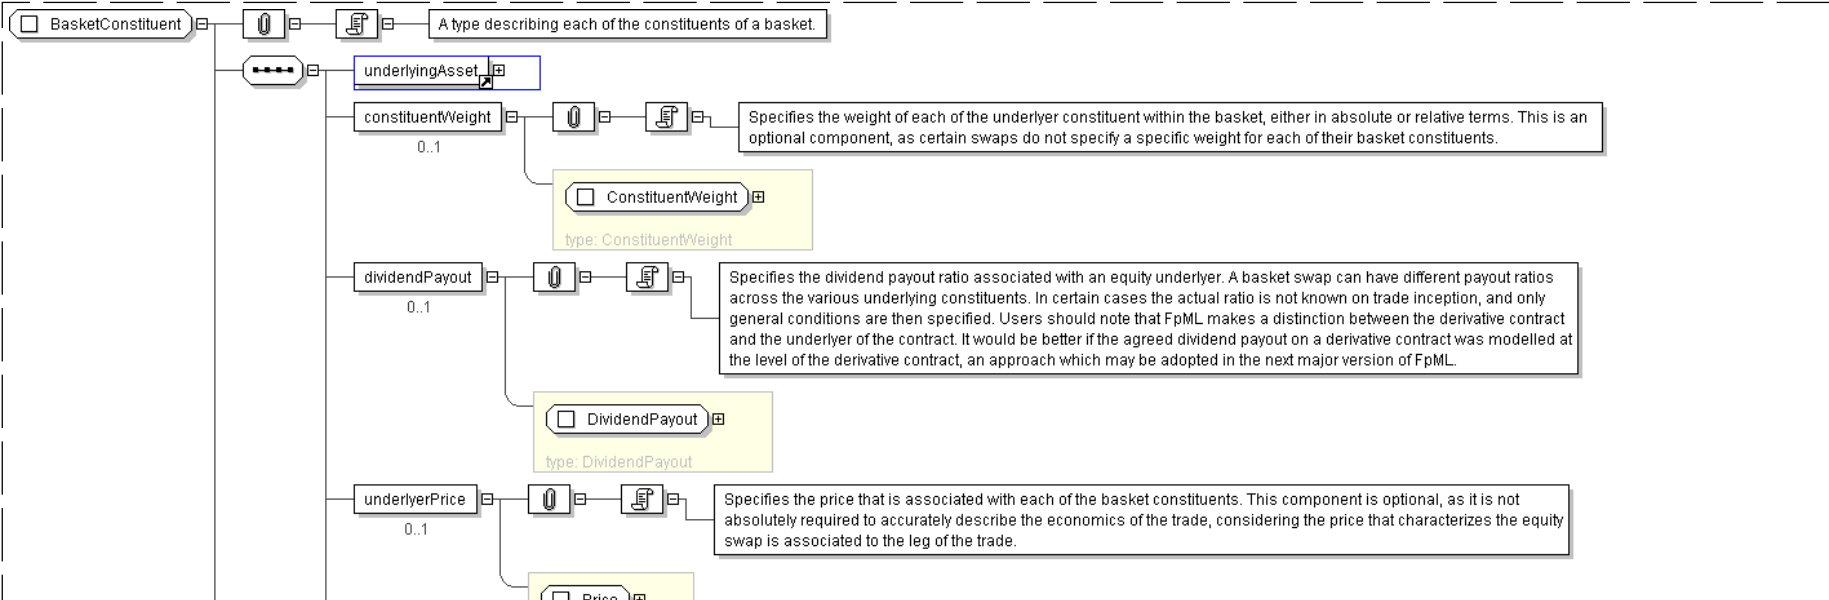 BasketConstituent
A type describing each of the constituents of a basket.
underlyingAsset
constituentWeight
0..1
Specifies the weight of each of the underlyer constituent within the basket, either in absolute or relative terms. This is an
optional component, as certain swaps do not specify a specific weight for each of their basket constituents.
ConstituentWeight
type: ConstituentWeight
dividendPayout
0..1
Specifies the dividend payout ratio associated with an equity underlyer. A basket swap can have different payout ratios
across the various underlying constituents. In certain cases the actual ratio is not known on trade inception, and only
general conditions are then specified. Users should note that FpML makes a distinction between the derivative contract
and the underlyer of the contract. It would be better if the agreed dividend payout on a derivative contract was modelled at
the level of the derivative contract, an approach which may be adopted in the next major version of FpML.
DividendPayout
type: DividendPayout
underlyerPrice
0..1
Specifies the price that is associated with each of the basket constituents. This component is optional, as it is not
absolutely required to accurately describe the economics of the trade, considering the price that characterizes the equity
swap is associated to the leg of the trade.
Price